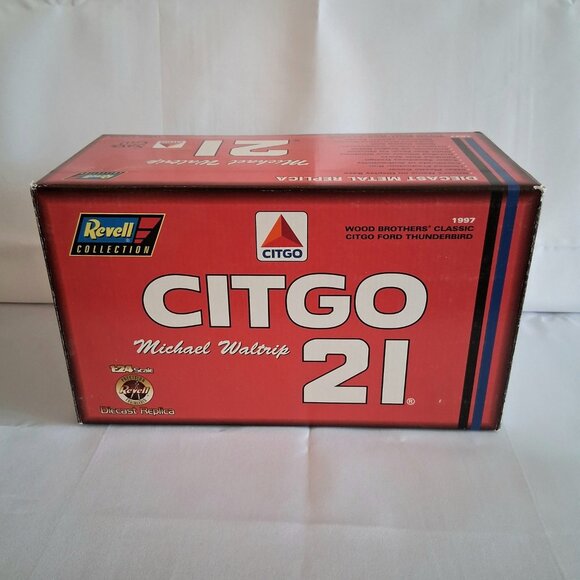 21
Michael Waltrip
DIECAST METAL REPLICA
Revell
COLLECTION
CITGO
1997
WOOD BROTHERS' CLASSIC
CITGO FORD THUNDERBIRD
CITGO
Michael Waltrip
21®
1:24 Scale
Revell
Diecast Replica